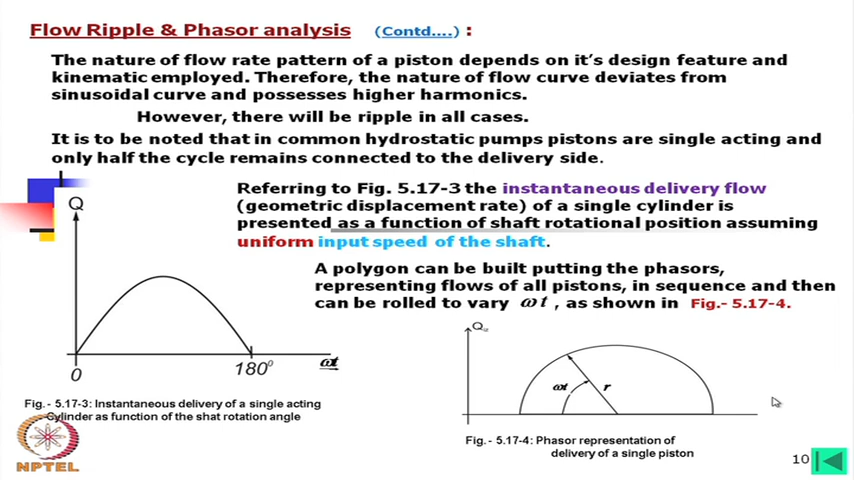 Flow Ripple & Phasor analysis (Contd....) :
The nature of flow rate pattern of a piston depends on it's design feature and
kinematic employed. Therefore, the nature of flow curve deviates from
sinusoidal curve and possesses higher harmonics.
However, there will be ripple in all cases.
It is to be noted that in common hydrostatic pumps pistons are single acting and
only half the cycle remains connected to the delivery side.
Referring to Fig. 5.17-3 the instantaneous delivery flow
(geometric displacement rate) of a single cylinder is
presented as a function of shaft rotational position assuming
uniform input speed of the shaft.
A polygon can be built putting the phasors,
representing flows of all pistons, in sequence and then
can be rolled to vary ωt, as shown in Fig.- 5.17-4.
Q
0
180⁰
ωt
Fig. - 5.17-3: Instantaneous delivery of a single acting
Cylinder as function of the shat rotation angle
Q
ωt
r
Fig. - 5.17-4: Phasor representation of
delivery of a single piston
NPTEL
10